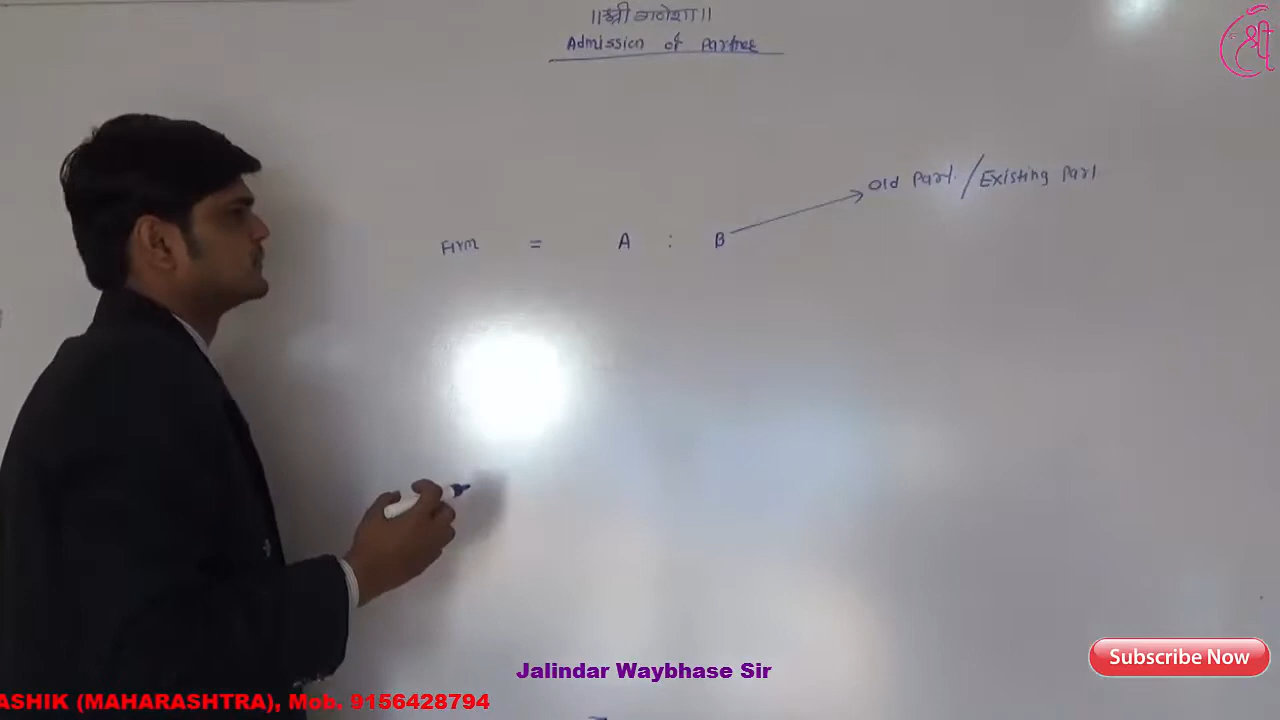 ॥श्री गणेशा॥
Admission of Partner
श्री
Old Part. / Existing Part.
Firm = A : B
Jalindar Waybhase Sir
Subscribe Now
ASHIK (MAHARASHTRA), Mob. 9156428794